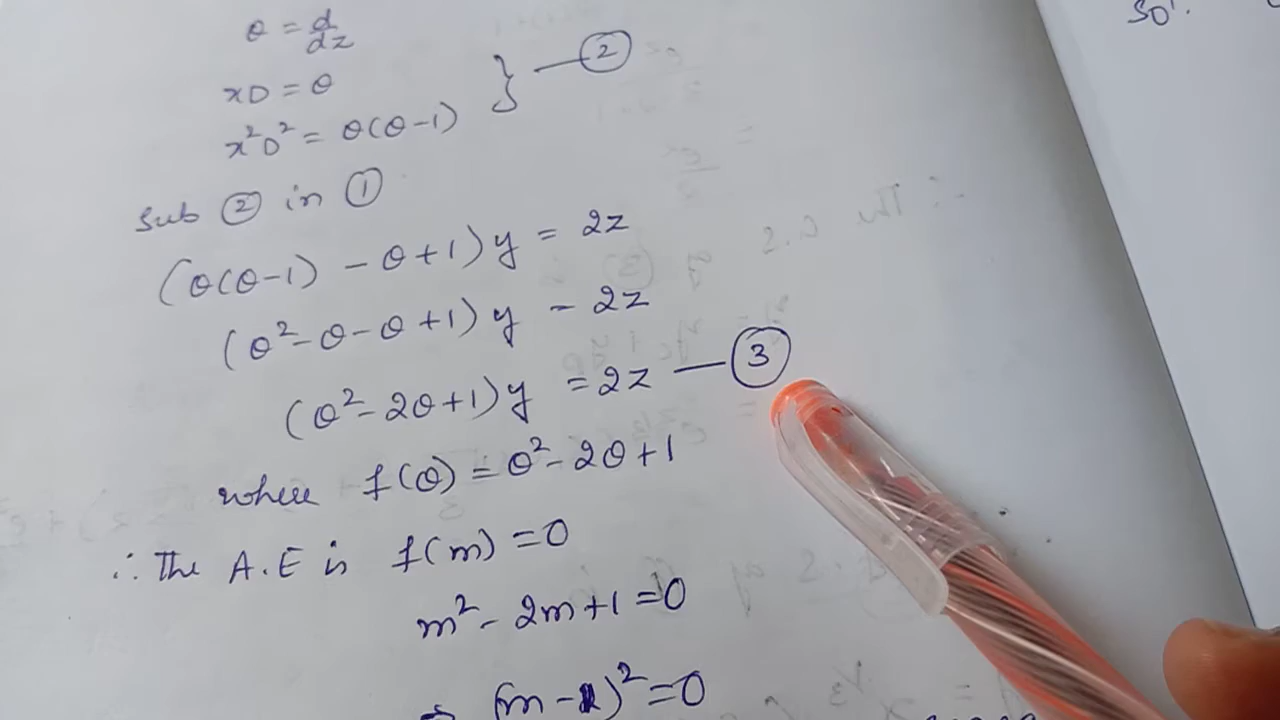 θ = d/dz
xD = θ
x²D² = θ(θ-1) } — ②
Sub ② in ①
(θ(θ-1) - θ+1) y = 2z
(θ²-θ-θ+1) y - 2z
(θ²-2θ+1) y = 2z — ③
where f(θ) = θ²-2θ+1
∴ The A.E is f(m) = 0
m²-2m+1=0
(m-1)²=0
Sol.